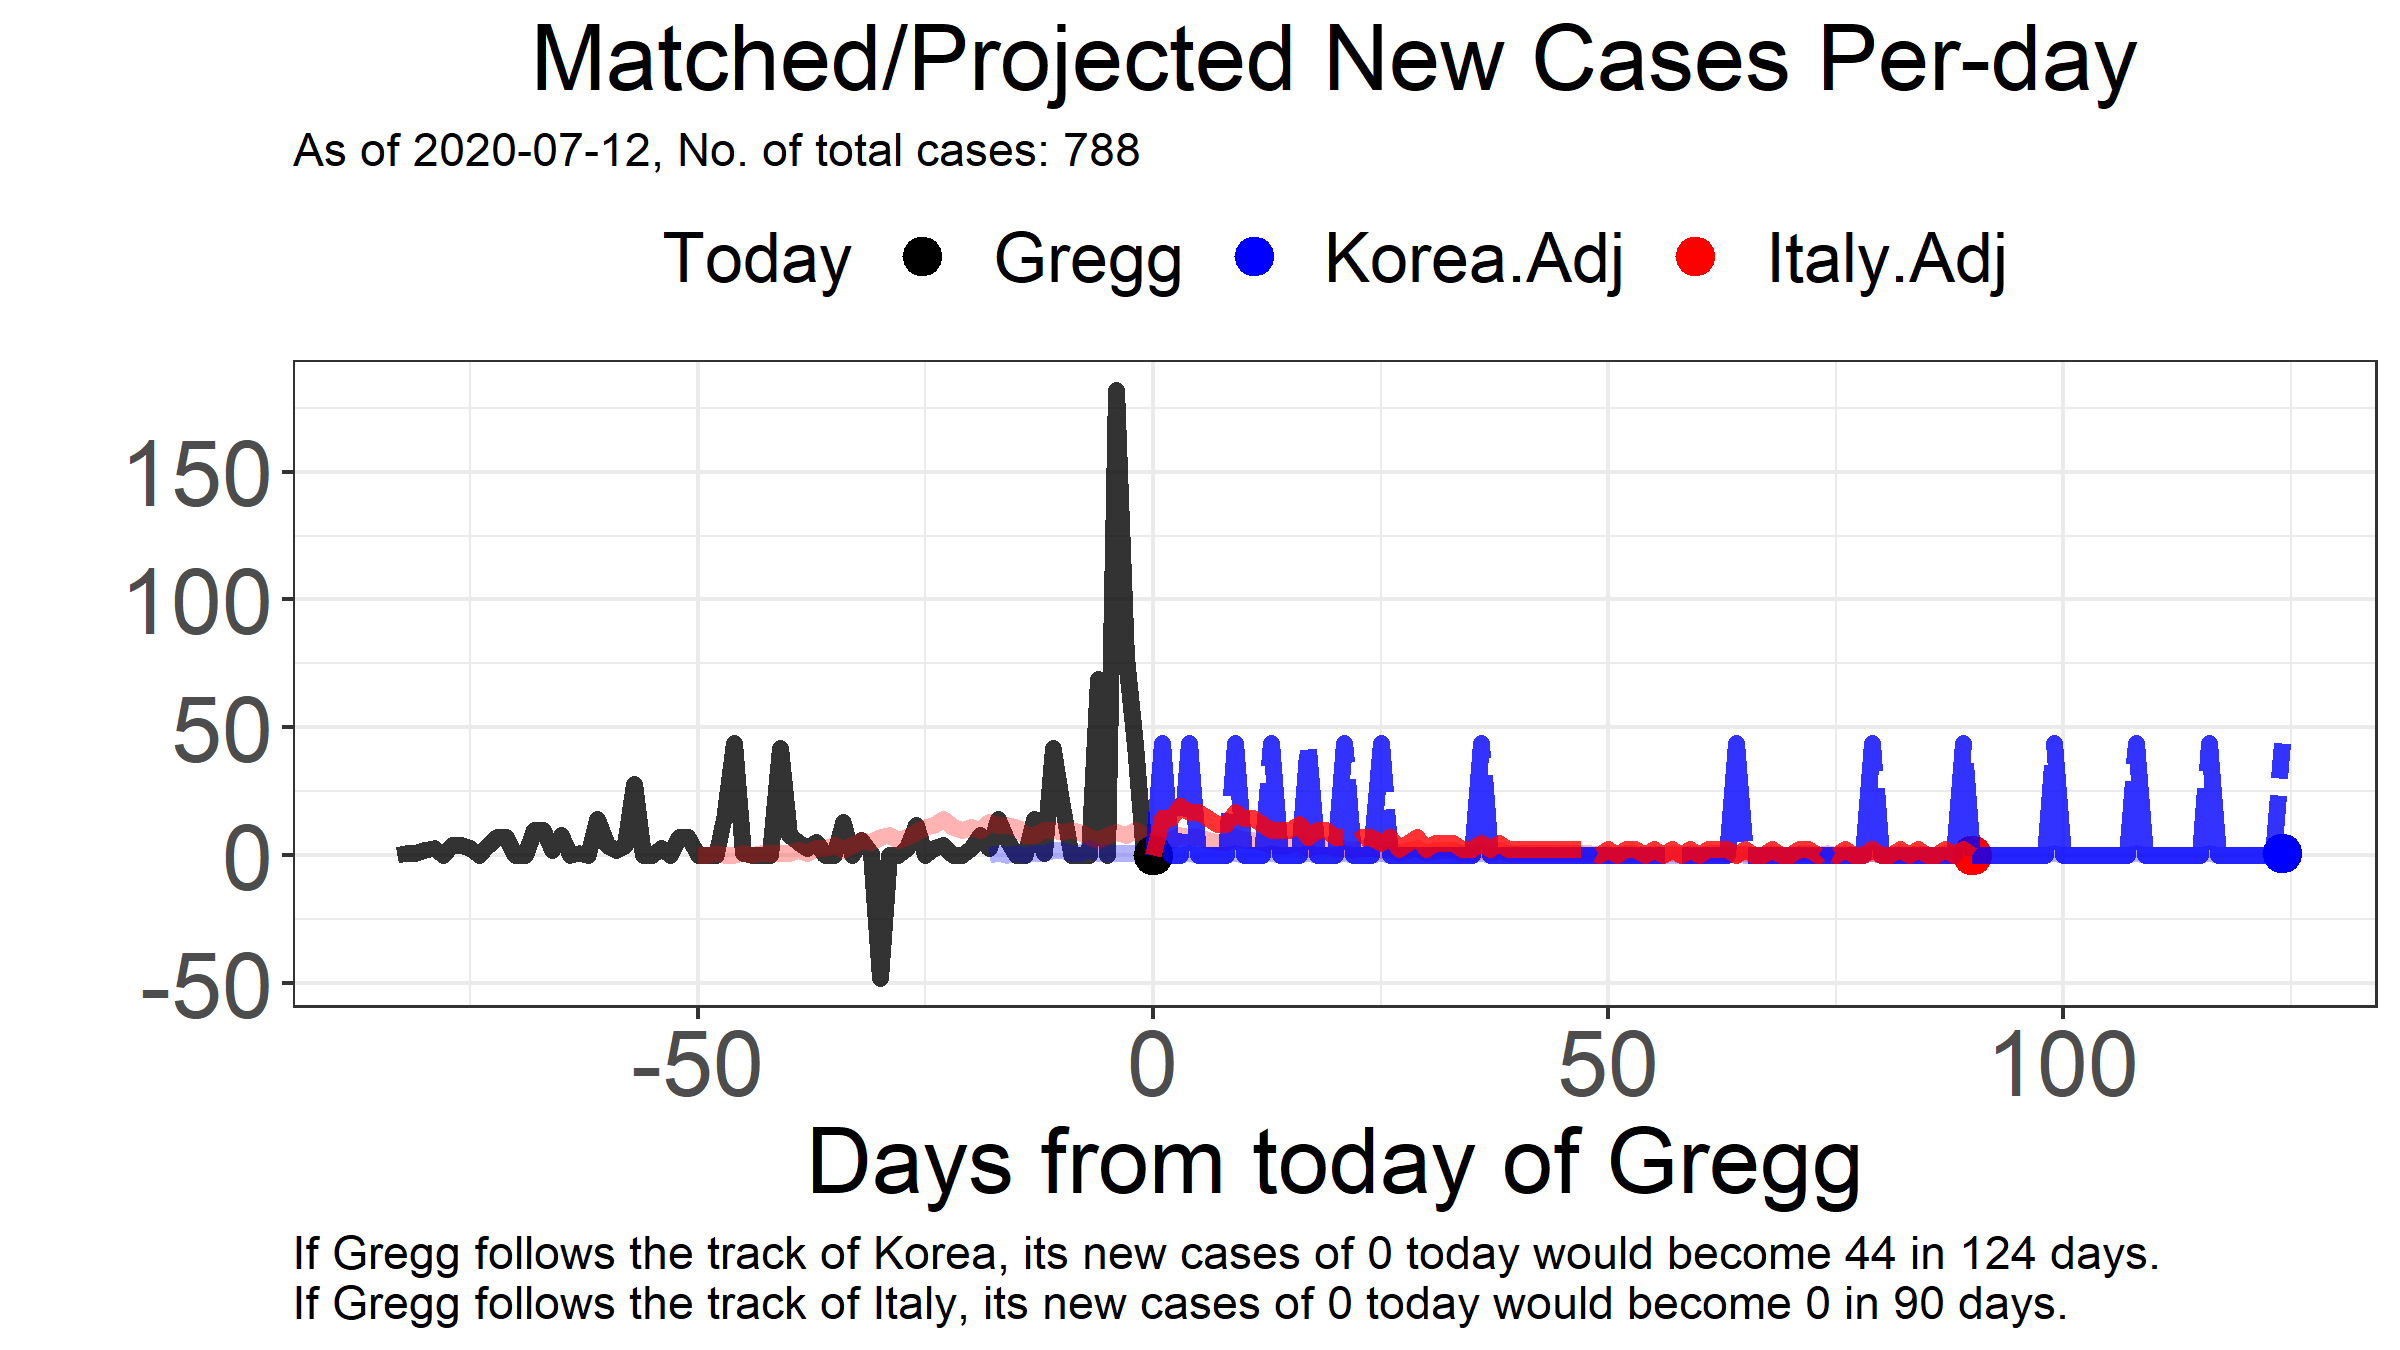 Matched/Projected New Cases Per-day
As of 2020-07-12, No. of total cases: 788
Today Gregg Korea.Adj Italy.Adj
150
100
50
0
-50
-50 0 50 100
Days from today of Gregg
If Gregg follows the track of Korea, its new cases of 0 today would become 44 in 124 days.
If Gregg follows the track of Italy, its new cases of 0 today would become 0 in 90 days.